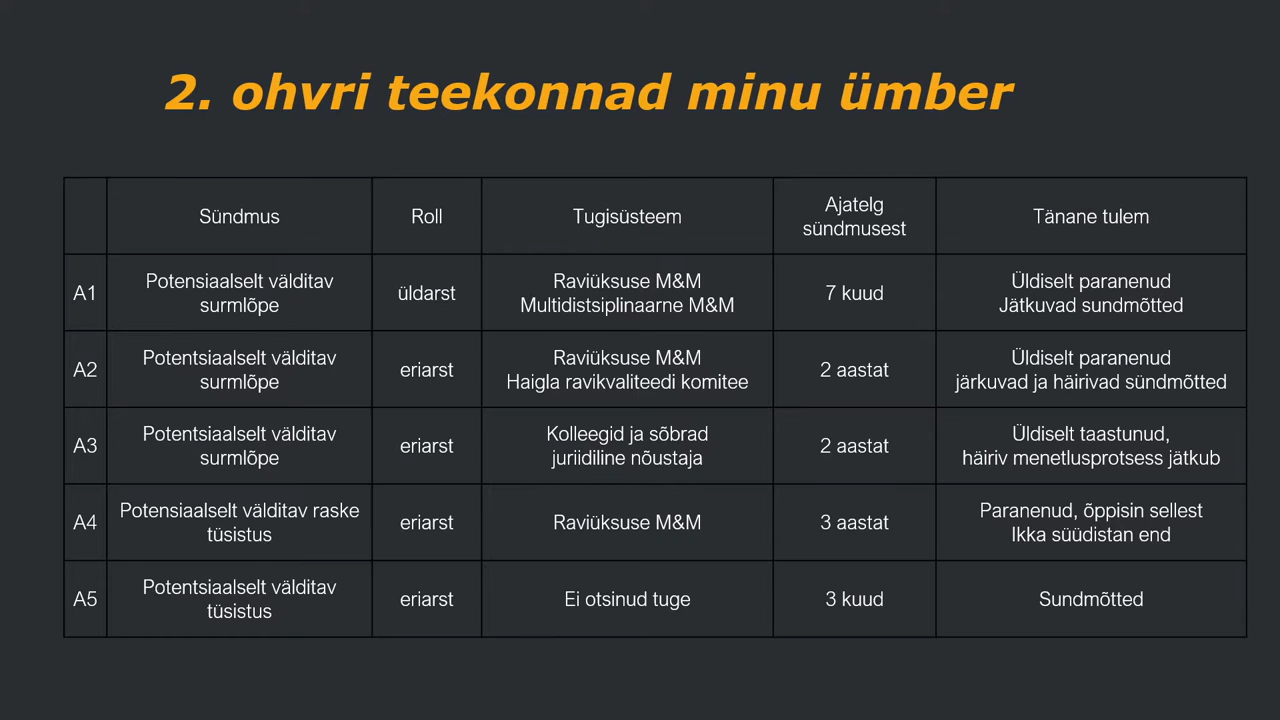 2. ohvri teekonnad minu ümber
Sündmus
Roll
Tugisüsteem
Ajatelg
sündmusest
Tänane tulem
A1
Potensiaalselt välditav
surmlõpe
üldarst
Raviüksuse M&M
Multidistsiplinaarne M&M
7 kuud
Üldiselt paranenud
Jätkuvad sundmõtted
A2
Potentsiaalselt välditav
surmlõpe
eriarst
Raviüksuse M&M
Haigla ravikvaliteedi komitee
2 aastat
Üldiselt paranenud
järkuvad ja häirivad sündmõtted
A3
Potentsiaalselt välditav
surmlõpe
eriarst
Kolleegid ja sõbrad
juriidiline nõustaja
2 aastat
Üldiselt taastunud,
häiriv menetlusprotsess jätkub
A4
Potensiaalselt välditav raske
tüsistus
eriarst
Raviüksuse M&M
3 aastat
Paranenud, õppisin sellest
Ikka süüdistan end
A5
Potentsiaalselt välditav
tüsistus
eriarst
Ei otsinud tuge
3 kuud
Sundmõtted